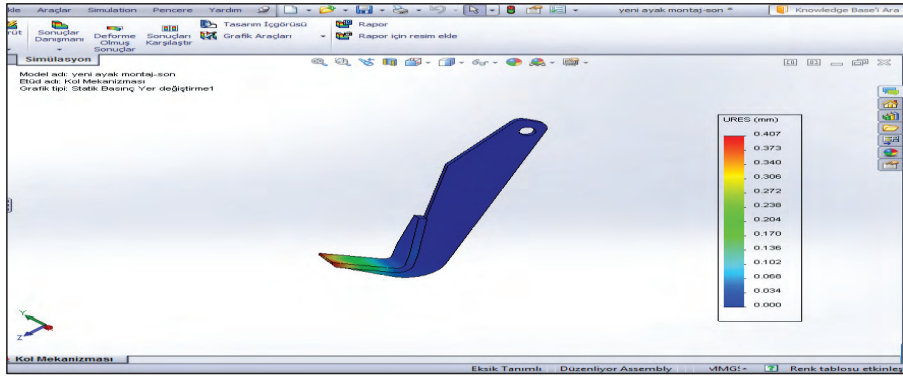 Araçlar Simulation Pencere Yardım yeni ayak montaj-son * Knowledge Base'i Ara
Sonuçlar Danışmanı
Deforme Olmuş Sonuçlar
Sonuçları Karşılaştır
Tasarım İçgörüsü
Grafik Araçları
Rapor
Rapor için resim ekle
Simülasyon
Model adı: yeni ayak montaj-son
Etüd adı: Kol Mekanizması
Grafik tipi: Statik Basınç Yer değiştirme1
URES (mm)
0.407
0.373
0.340
0.306
0.272
0.238
0.204
0.170
0.136
0.102
0.068
0.034
0.000
Y
Z
Kol Mekanizması
Eksik Tanımlı Düzenliyor Assembly Renk tablosu etkinleş